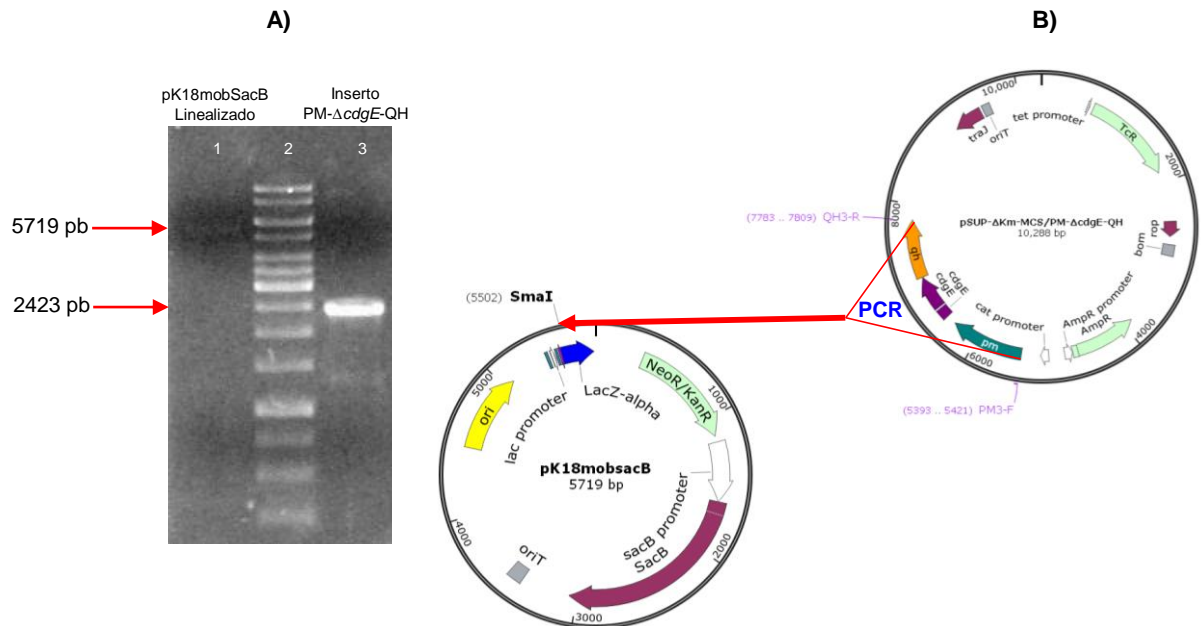 A)
B)
pK18mobSacB
Linealizado
Inserto
PM-ΔcdgE-QH
1
2
3
5719 pb
2423 pb
10,000
traJ
oriT
tet promoter
TcR
2000
(7783 .. 7809) QH3-R
8000
pSUP-ΔKm-MCS/PM-ΔcdgE-QH
10,288 bp
rop
bom
qh
cdgE
cdgE
cat promoter
AmpR promoter
AmpR
4000
pm
6000
(5393 .. 5421) PM3-F
PCR
(5502) SmaI
5000
ori
lac promoter
LacZ-alpha
NeoR/KanR
1000
pK18mobsacB
5719 bp
sacB promoter
SacB
2000
4000
oriT
3000